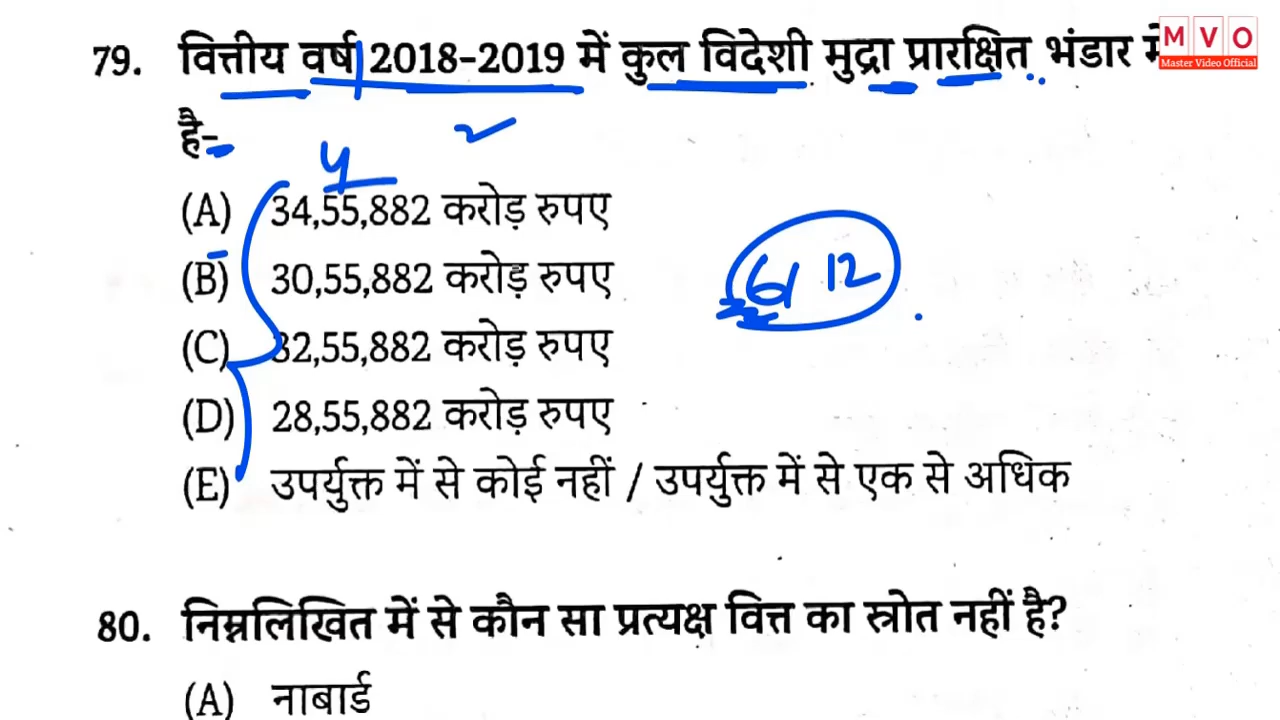 79. वित्तीय वर्ष 2018-2019 में कुल विदेशी मुद्रा प्रारक्षित भंडार में
M V O
Master Video Official
है-
(A) 34,55,882 करोड़ रुपए
(B) 30,55,882 करोड़ रुपए
(C) 32,55,882 करोड़ रुपए
(D) 28,55,882 करोड़ रुपए
(E) उपर्युक्त में से कोई नहीं / उपर्युक्त में से एक से अधिक
80. निम्नलिखित में से कौन सा प्रत्यक्ष वित्त का स्रोत नहीं है?
(A) नाबार्ड